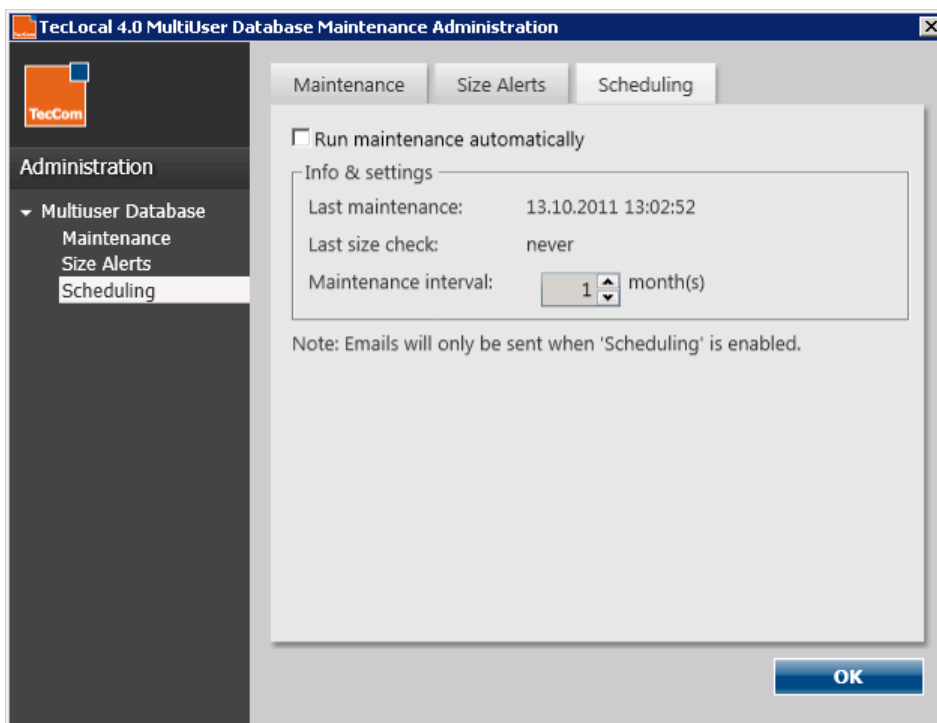 TecLocal 4.0 MultiUser Database Maintenance Administration
TecCom
TecCom
Administration
Multiuser Database
Maintenance
Size Alerts
Scheduling
Maintenance Size Alerts Scheduling
Run maintenance automatically
Info & settings
Last maintenance: 13.10.2011 13:02:52
Last size check: never
Maintenance interval: 1 month(s)
Note: Emails will only be sent when 'Scheduling' is enabled.
OK